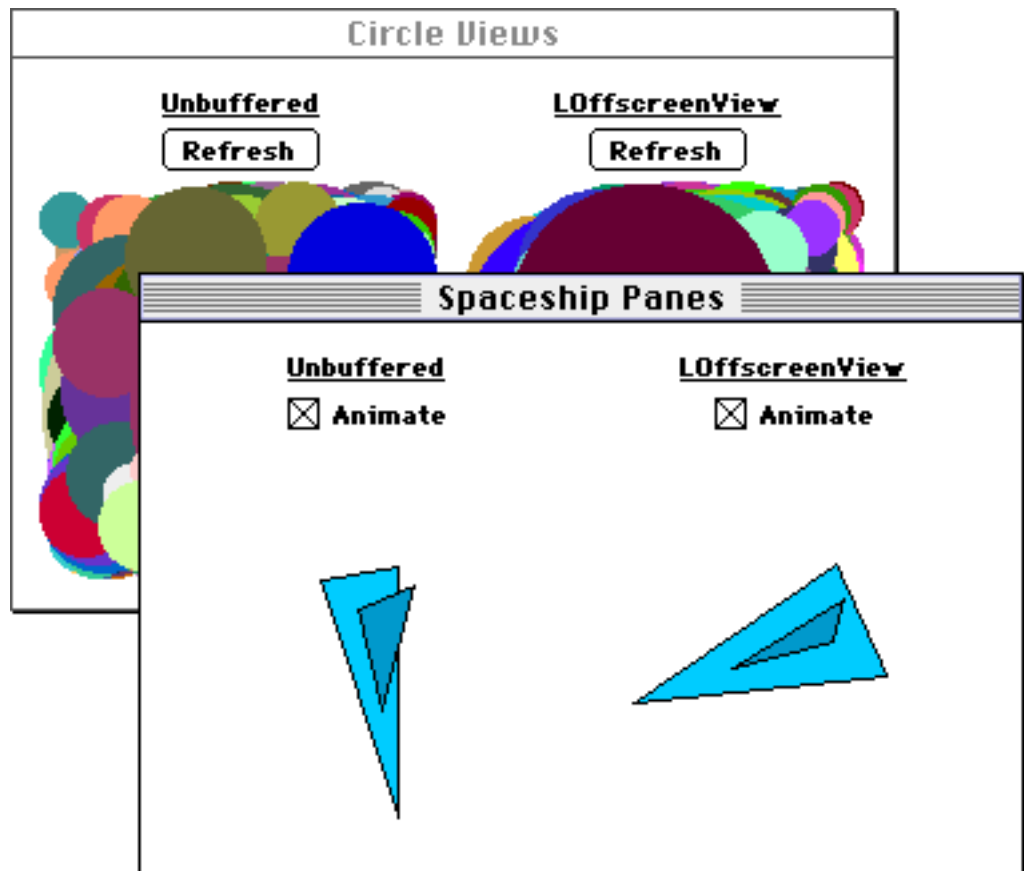 Circle Views
Unbuffered
LOffscreenView
Refresh
Refresh
Spaceship Panes
Unbuffered
LOffscreenView
Animate
Animate